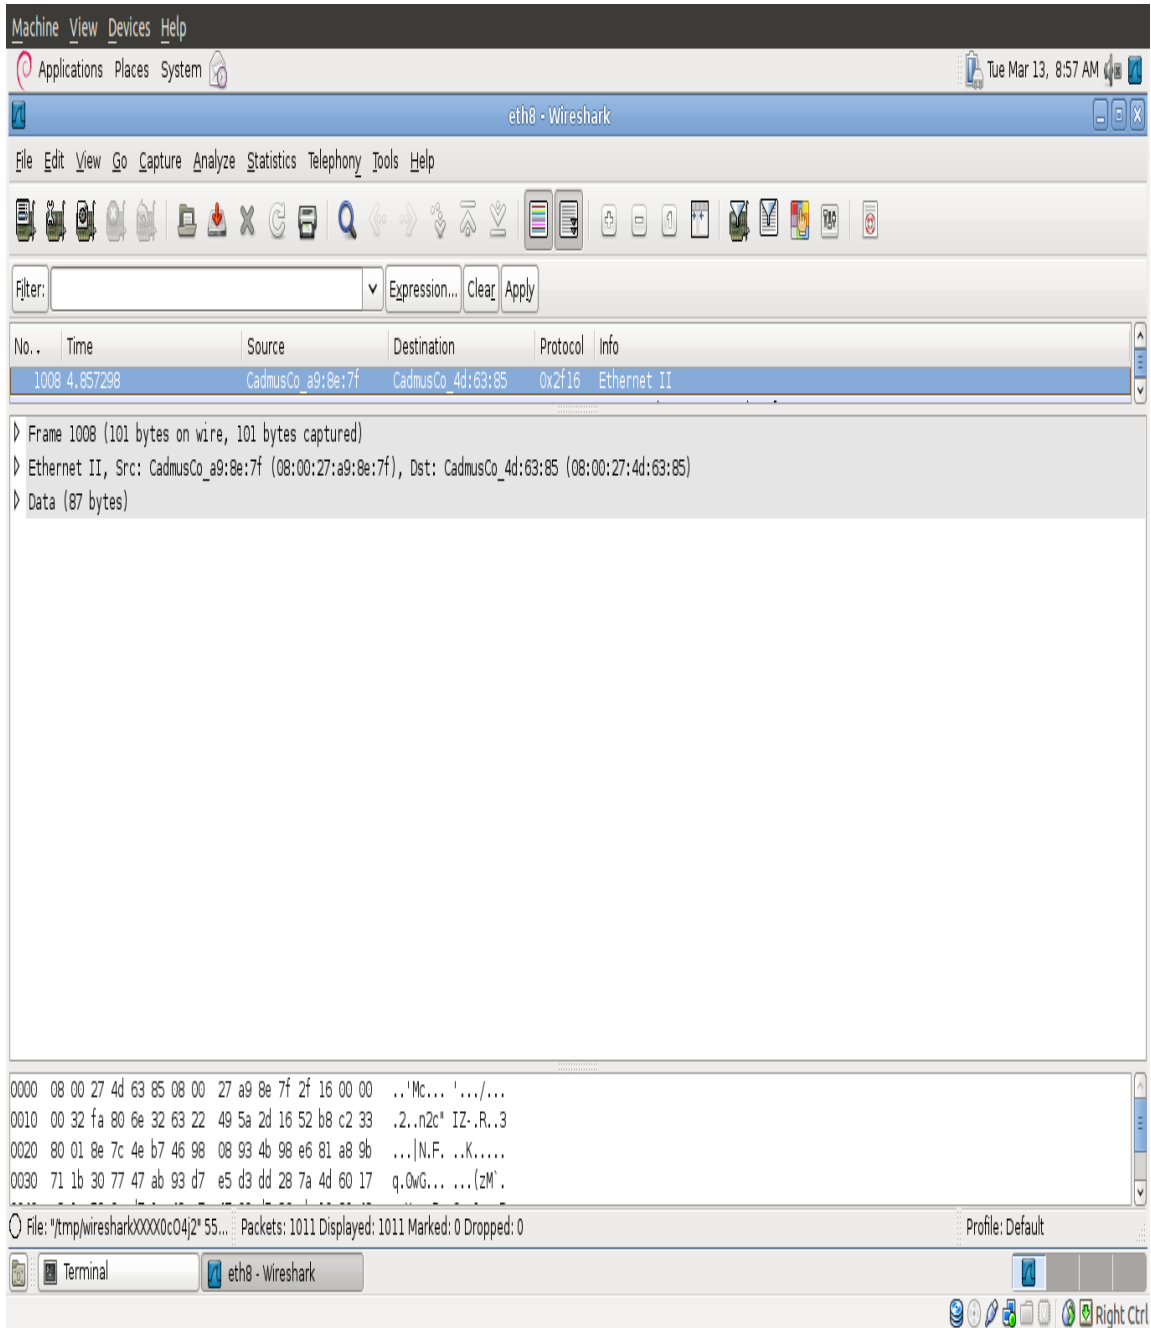 Machine View Devices Help
Applications Places System Tue Mar 13, 8:57 AM
eth8 - Wireshark
File Edit View Go Capture Analyze Statistics Telephony Tools Help
Filter: Expression... Clear Apply
No. . Time Source Destination Protocol Info
1008 4.857298 CadmusCo_a9:8e:7f CadmusCo_4d:63:85 0x2f16 Ethernet II
Frame 1008 (101 bytes on wire, 101 bytes captured)
Ethernet II, Src: CadmusCo_a9:8e:7f (08:00:27:a9:8e:7f), Dst: CadmusCo_4d:63:85 (08:00:27:4d:63:85)
Data (87 bytes)
0000 08 00 27 4d 63 85 08 00 27 a9 8e 7f 2f 16 00 00 ..'Mc... '.../...
0010 00 32 fa 80 6e 32 63 22 49 5a 2d 16 52 b8 c2 33 .2..n2c" IZ-.R..3
0020 80 01 8e 7c 4e b7 46 98 08 93 4b 98 e6 81 a8 9b ...|N.F. ..K.....
0030 71 1b 30 77 47 ab 93 d7 e5 d3 dd 28 7a 4d 60 17 q.0wG... ...(zM`.
File: "/tmp/wiresharkXXXX0cO4j2" 55... Packets: 1011 Displayed: 1011 Marked: 0 Dropped: 0 Profile: Default
Terminal eth8 - Wireshark
Right Ctrl